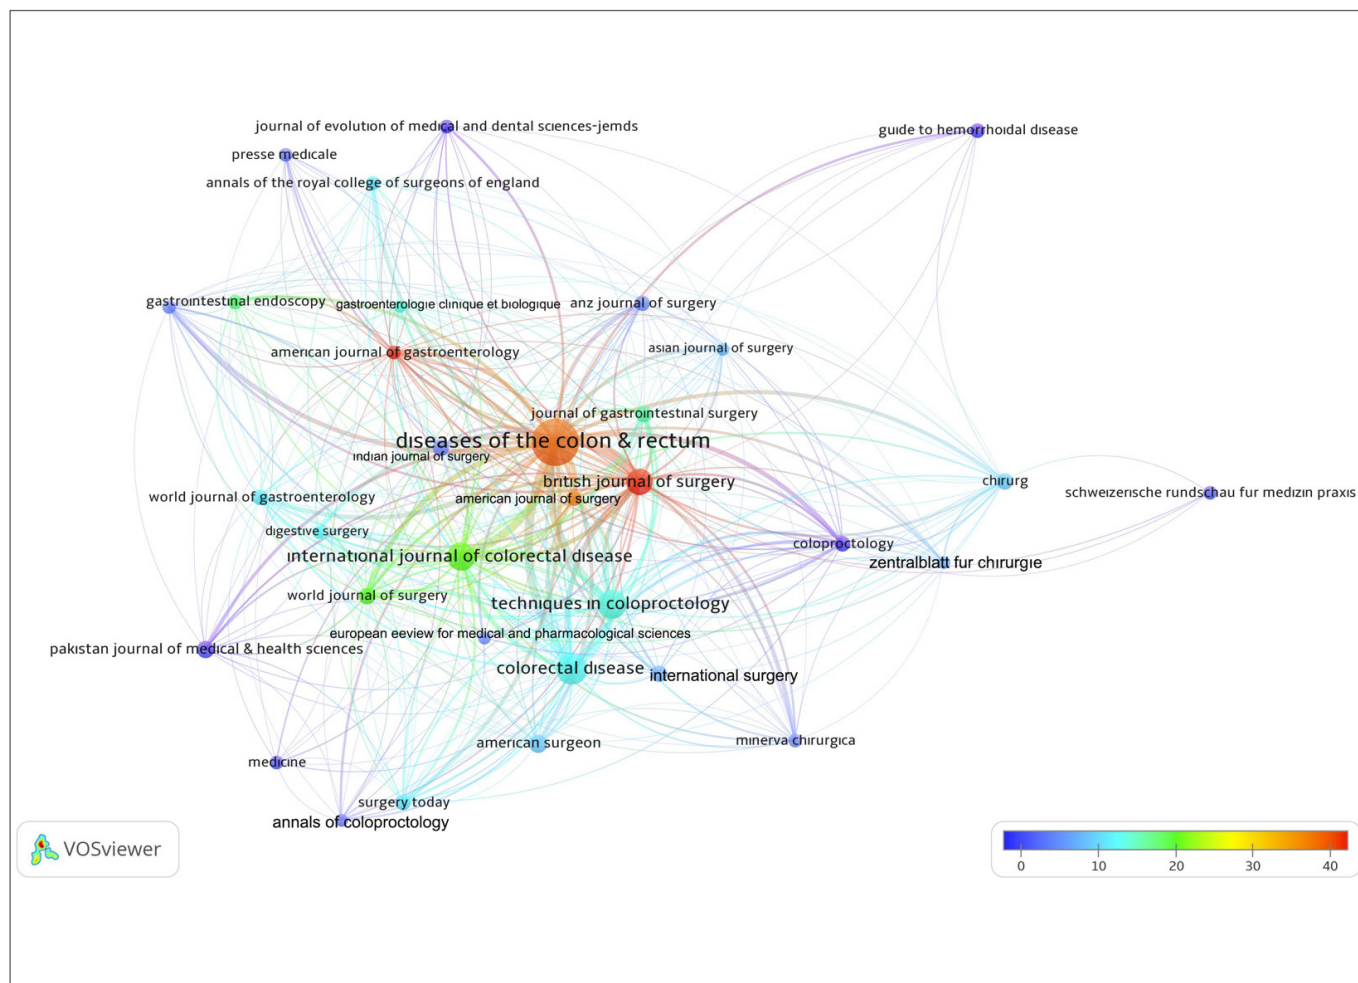 journal of evolution of medical and dental sciences-jemds
guide to hemorrhoidal disease
presse medicale
annals of the royal college of surgeons of england
gastrointestinal endoscopy
gastroenterologie clinique et biologique
anz journal of surgery
american journal of gastroenterology
asian journal of surgery
journal of gastrointestinal surgery
diseases of the colon & rectum
indian journal of surgery
british journal of surgery
chirurg
schweizerische rundschau fur medizin praxis
world journal of gastroenterology
american journal of surgery
digestive surgery
coloproctology
international journal of colorectal disease
zentralblatt fur chirurgie
world journal of surgery
techniques in coloproctology
european eeview for medical and pharmacological sciences
pakistan journal of medical & health sciences
colorectal disease
international surgery
american surgeon
minerva chirurgica
medicine
surgery today
annals of coloproctology
VOSviewer
0 10 20 30 40